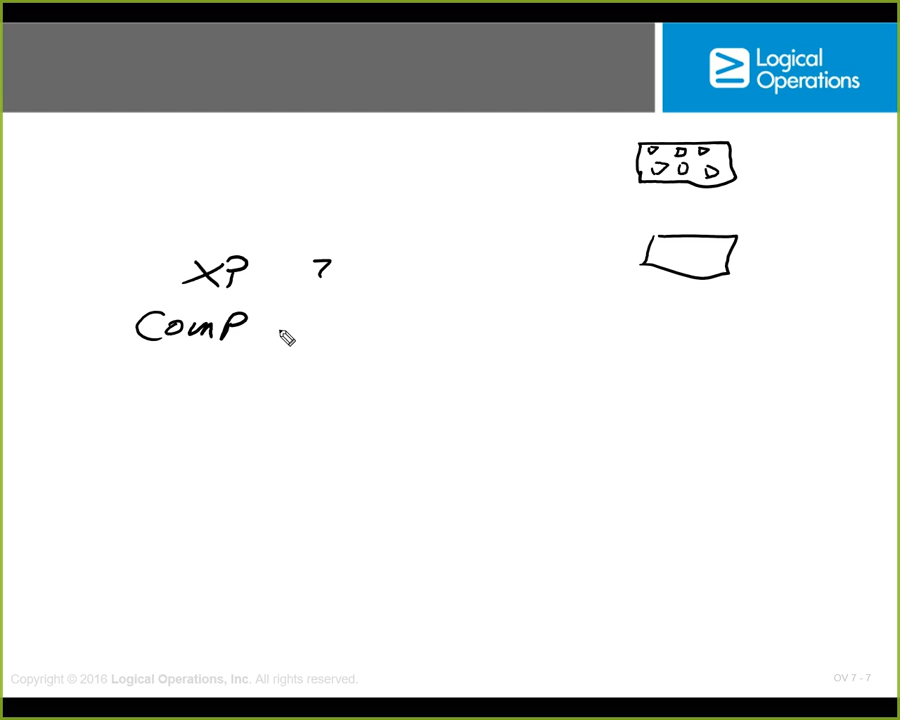 Logical
Operations
XP 7
Comp
Copyright © 2016 Logical Operations, Inc. All rights reserved.
OV 7 - 7